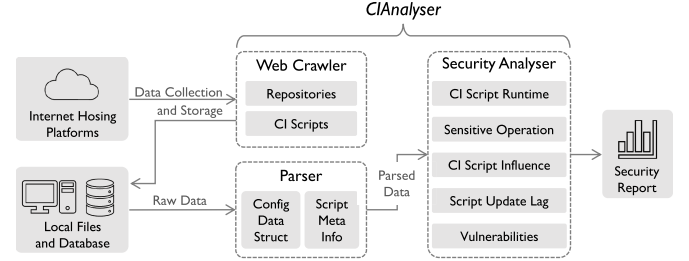 CIAnalyser
Internet Hosing
Platforms
Data Collection
and Storage
Web Crawler
Repositories
CI Scripts
Local Files
and Database
Raw Data
Parser
Config
Data
Struct
Script
Meta
Info
Parsed
Data
Security Analyser
CI Script Runtime
Sensitive Operation
CI Script Influence
Script Update Lag
Vulnerabilities
Security
Report